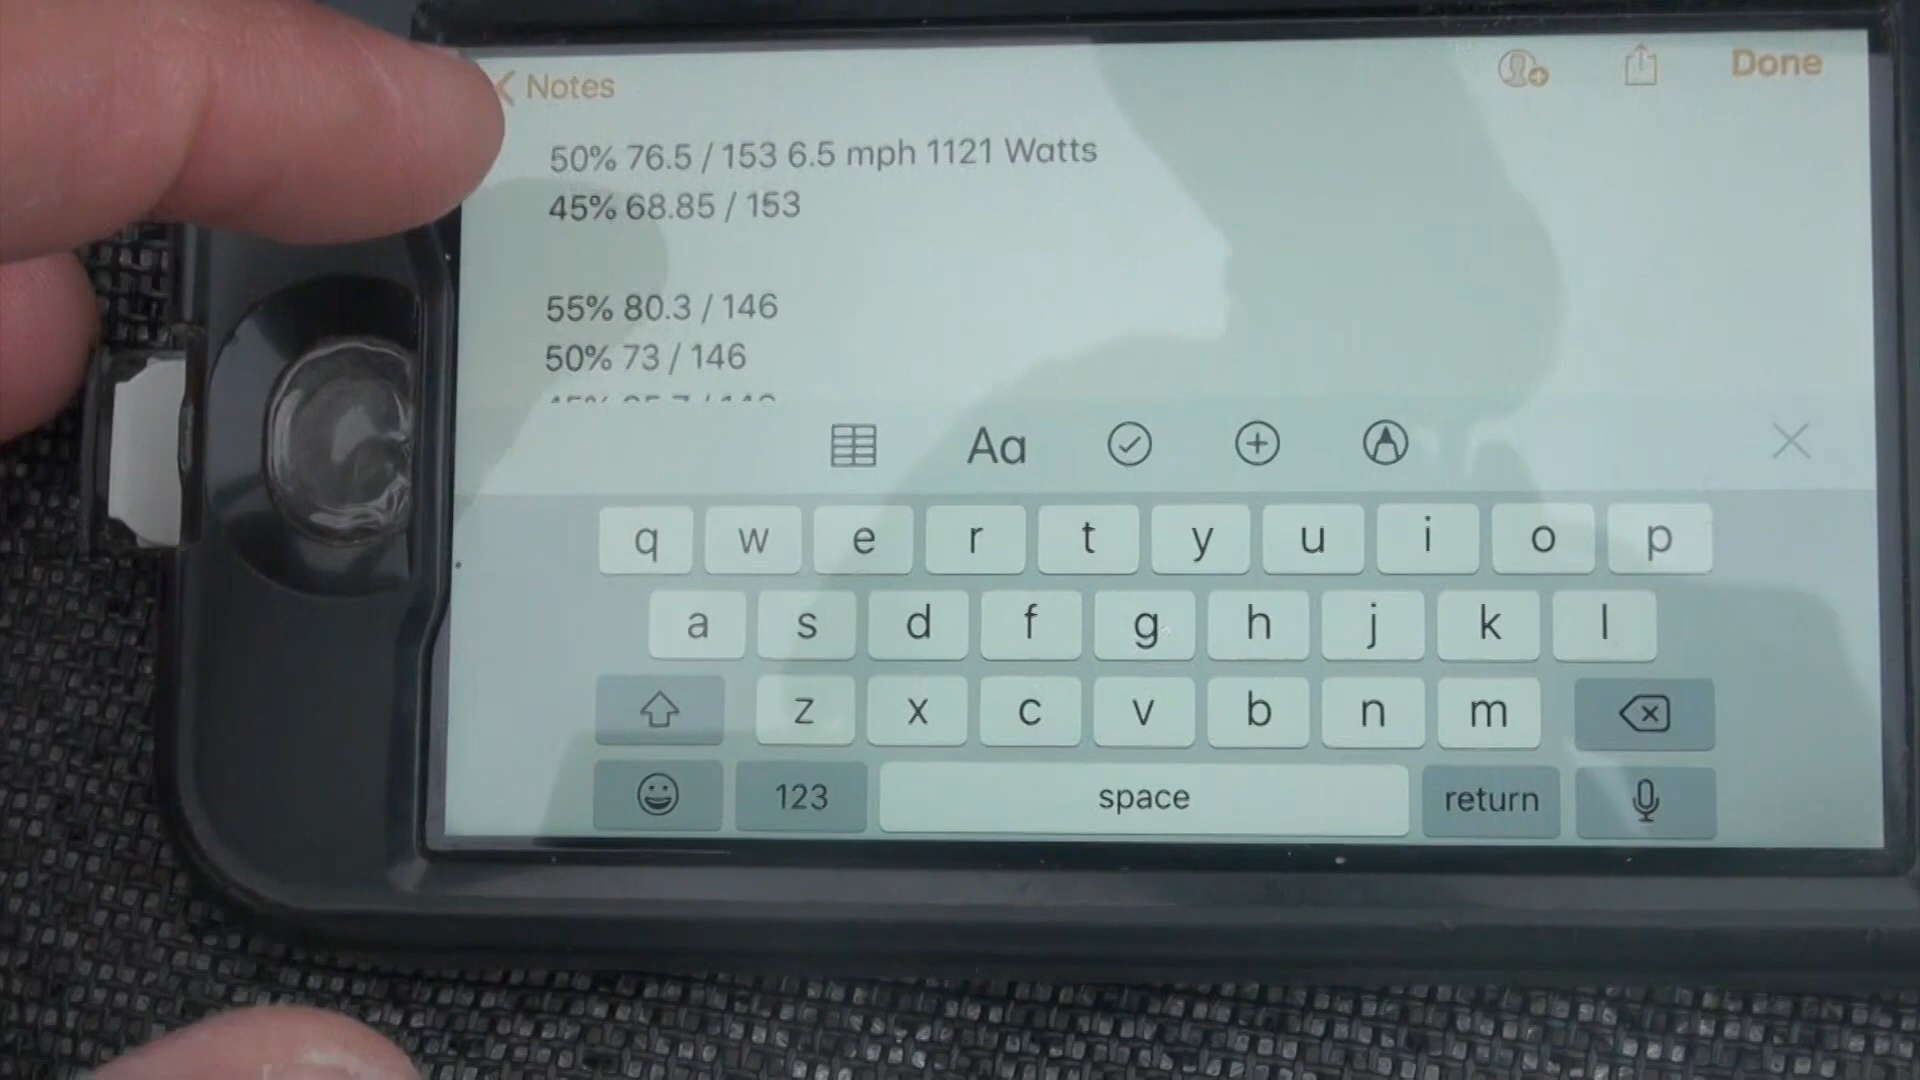 Notes Done
50% 76.5 / 153 6.5 mph 1121 Watts
45% 68.85 / 153
55% 80.3 / 146
50% 73 / 146
Aa
q w e r t y u i o p
a s d f g h j k l
z x c v b n m
123 space return